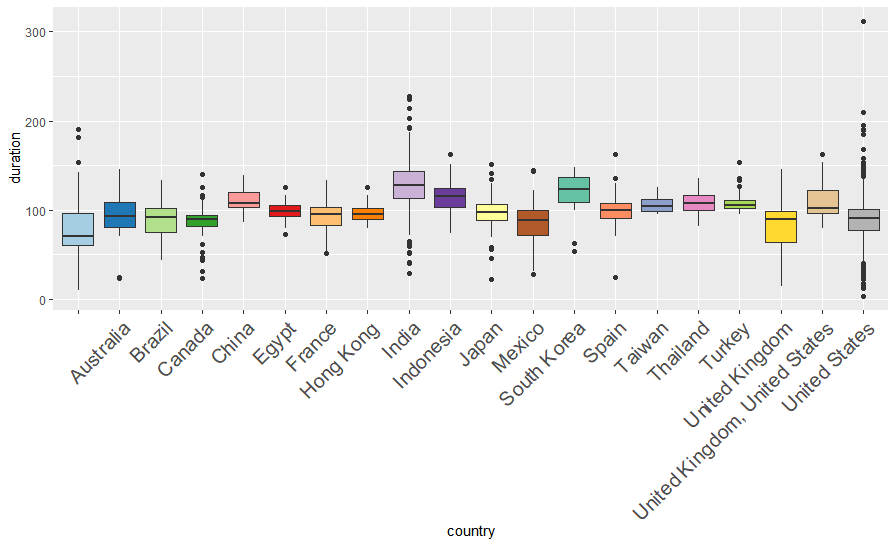 300
200
100
0
duration
Australia
Brazil
Canada
China
Egypt
France
Hong Kong
India
Indonesia
Japan
Mexico
South Korea
Spain
Taiwan
Thailand
Turkey
United Kingdom
United Kingdom, United States
United States
country